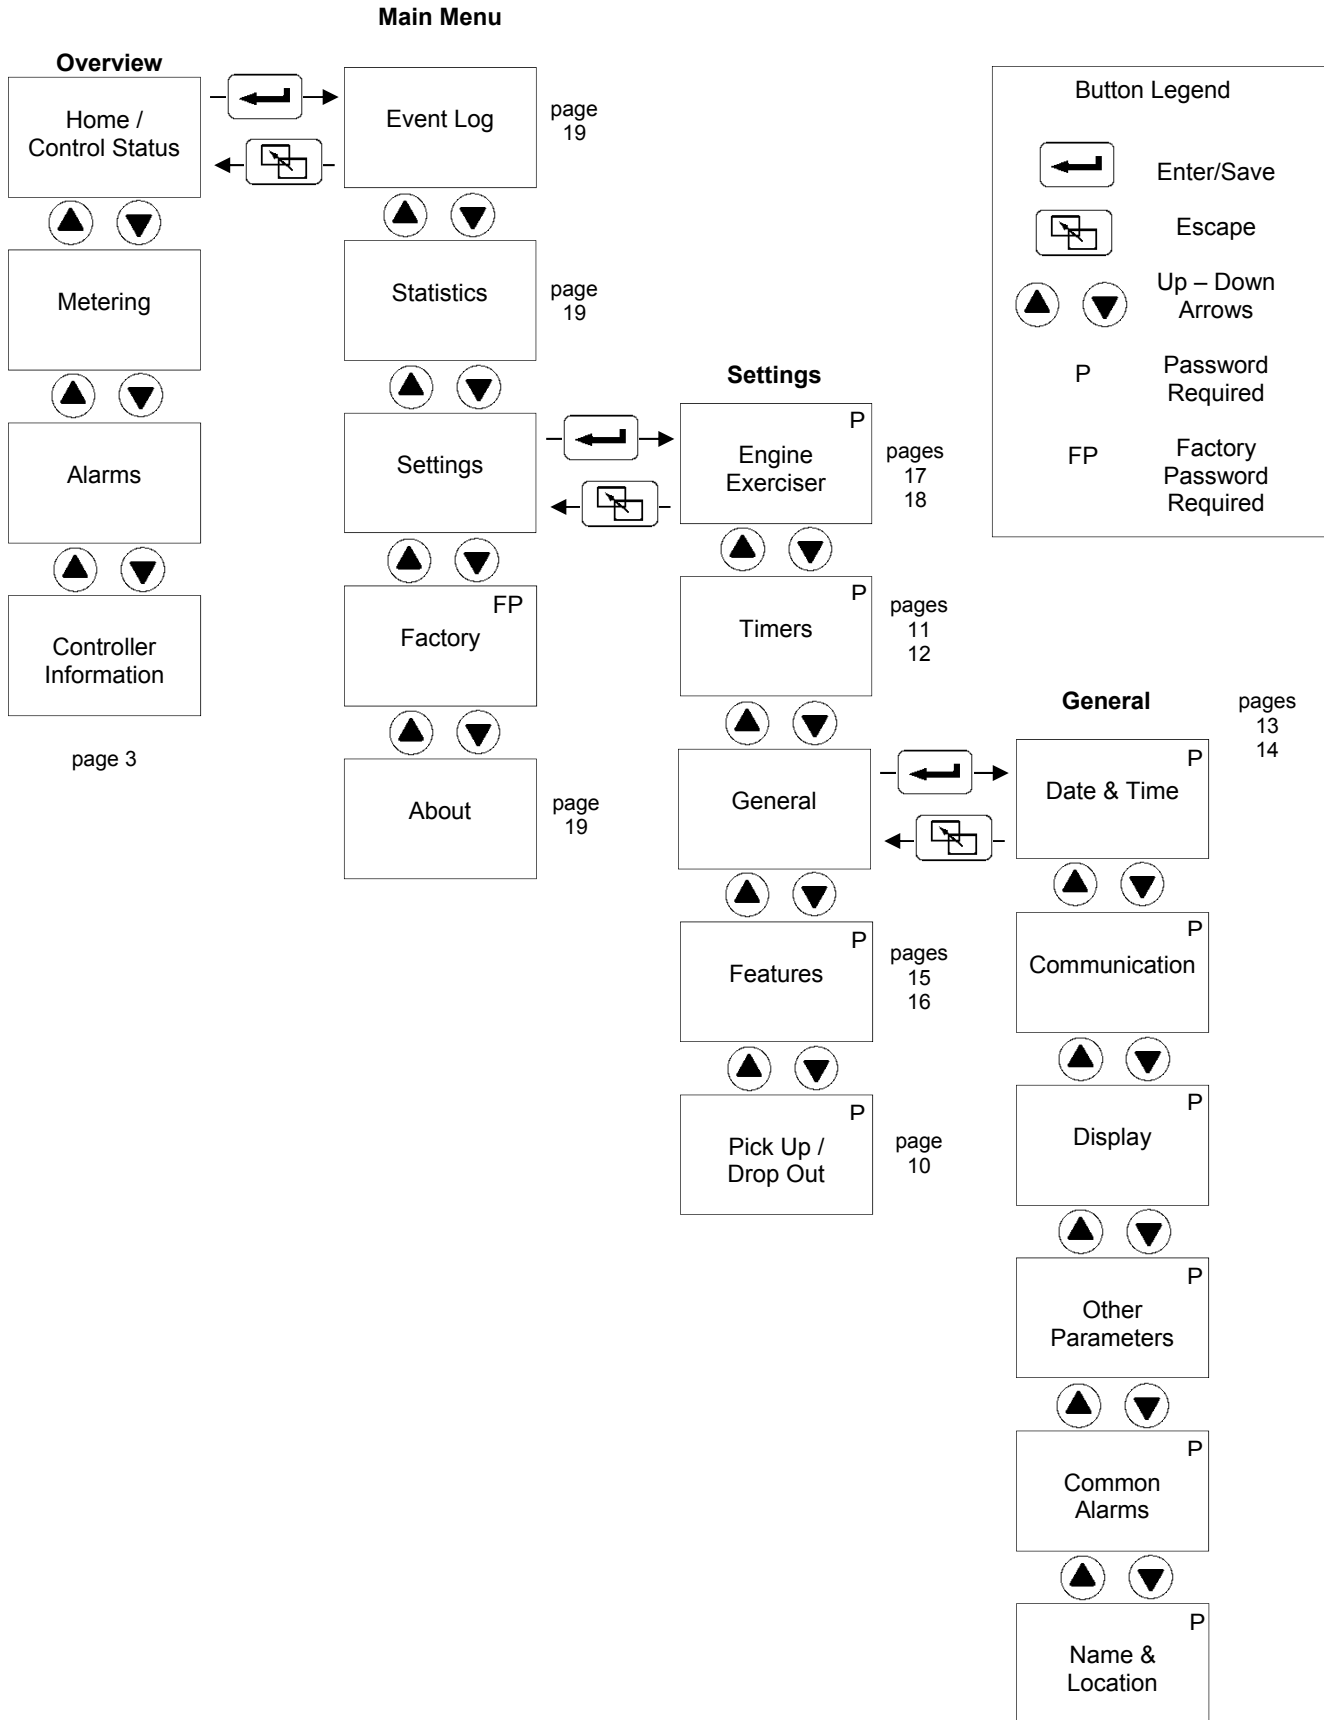 Main Menu
Overview
Home /
Control Status
Metering
Alarms
Controller
Information
page 3
Event Log
page
19
Statistics
page
19
Settings
FP
Factory
About
page
19
Settings
P
Engine
Exerciser
pages
17
18
P
Timers
pages
11
12
General
P
Features
pages
15
16
P
Pick Up /
Drop Out
page
10
General
pages
13
14
P
Date & Time
P
Communication
P
Display
P
Other
Parameters
P
Common
Alarms
P
Name &
Location
Button Legend
Enter/Save
Escape
Up – Down
Arrows
P
Password
Required
FP
Factory
Password
Required